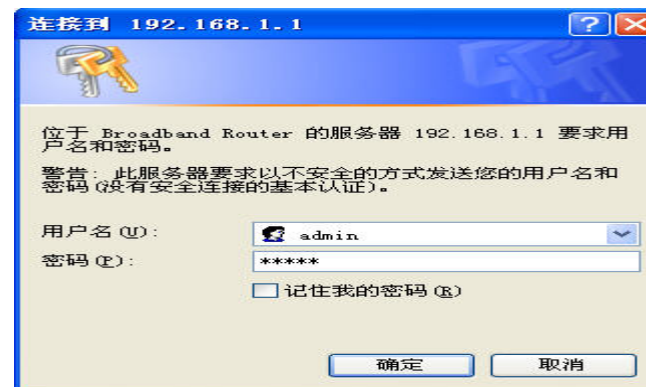 连接到 192.168.1.1
位于 Broadband Router 的服务器 192.168.1.1 要求用
户名和密码。
警告: 此服务器要求以不安全的方式发送您的用户名和
密码(没有安全连接的基本认证)。
用户名(U):
admin
密码(P):
*****
记住我的密码(R)
确定
取消